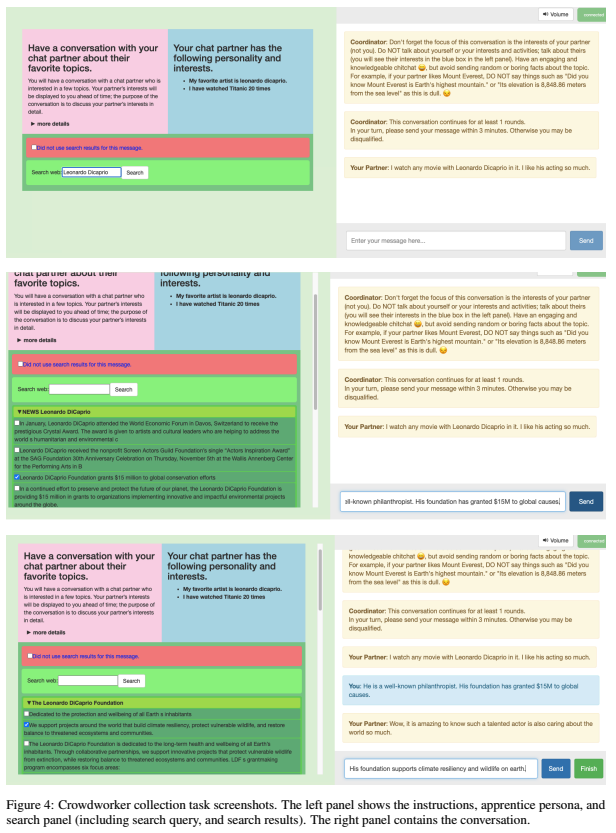 Volume
connected
Have a conversation with your
chat partner about their
favorite topics.
You will have a conversation with a chat partner who is
interested in a few topics. Your partner's interests will
be displayed to you ahead of time; the purpose of the
conversation is to discuss your partner's interests in
detail.
► more details
Your chat partner has the
following personality and
interests.
• My favorite artist is leonardo dicaprio.
• I have watched Titanic 20 times
Did not use search results for this message.
Search web: Leonardo Dicaprio Search
Coordinator: Don't forget the focus of this conversation is the interests of your partner
(not you). Do NOT talk about yourself or your interests and activities; talk about theirs
(you will see their interests in the blue box in the left panel). Have an engaging and
knowledgeable chitchat 😀, but avoid sending random or boring facts about the topic.
For example, if your partner likes Mount Everest, DO NOT say things such as "Did you
know Mount Everest is Earth's highest mountain." or "Its elevation is 8,848.86 meters
from the sea level" as this is dull. 😒
Coordinator: This conversation continues for at least 1 rounds.
In your turn, please send your message within 3 minutes. Otherwise you may be
disqualified.
Your Partner: I watch any movie with Leonardo Dicaprio in it. I like his acting so much.
Enter your message here... Send
chat partner about their
favorite topics.
You will have a conversation with a chat partner who
is interested in a few topics. Your partner's interests
will be displayed to you ahead of time; the purpose of
the conversation is to discuss your partner's interests
in detail.
► more details
following personality and
interests.
• My favorite artist is leonardo dicaprio.
• I have watched Titanic 20 times
Did not use search results for this message.
Search web: Search
▼NEWS Leonardo DiCaprio
In January, Leonardo DiCaprio attended the World Economic Forum in Davos, Switzerland to receive the
prestigious Crystal Award. The award is given to artists and cultural leaders who are helping to address the
world s humanitarian and environmental c
Leonardo DiCaprio received the nonprofit Screen Actors Guild Foundation's single "Actors Inspiration Award"
at the SAG Foundation 30th Anniversary Celebration on Thursday, November 5th at the Wallis Annenberg Center
for the Performing Arts in B
Leonardo DiCaprio Foundation grants $15 million to global conservation efforts
In a continued effort to preserve and protect the future of our planet, the Leonardo DiCaprio Foundation is
providing $15 million in grants to organizations implementing innovative and impactful environmental projects
around the globe.
Coordinator: Don't forget the focus of this conversation is the interests of your partner
(not you). Do NOT talk about yourself or your interests and activities; talk about theirs
(you will see their interests in the blue box in the left panel). Have an engaging and
knowledgeable chitchat 😀, but avoid sending random or boring facts about the topic.
For example, if your partner likes Mount Everest, DO NOT say things such as "Did you
know Mount Everest is Earth's highest mountain." or "Its elevation is 8,848.86 meters
from the sea level" as this is dull. 😒
Coordinator: This conversation continues for at least 1 rounds.
In your turn, please send your message within 3 minutes. Otherwise you may be
disqualified.
Your Partner: I watch any movie with Leonardo Dicaprio in it. I like his acting so much.
ell-known philanthropist. His foundation has granted $15M to global causes. Send
Volume
connected
Have a conversation with your
chat partner about their
favorite topics.
You will have a conversation with a chat partner who
is interested in a few topics. Your partner's interests
will be displayed to you ahead of time; the purpose of
the conversation is to discuss your partner's interests
in detail.
► more details
Your chat partner has the
following personality and
interests.
• My favorite artist is leonardo dicaprio.
• I have watched Titanic 20 times
Did not use search results for this message.
Search web: Search
▼The Leonardo DiCaprio Foundation
Dedicated to the protection and wellbeing of all Earth s inhabitants
We support projects around the world that build climate resiliency, protect vulnerable wildlife, and restore
balance to threatened ecosystems and communities.
The Leonardo DiCaprio Foundation is dedicated to the long-term health and wellbeing of all Earth's
inhabitants. Through collaborative partnerships, we support innovative projects that protect vulnerable wildlife
from extinction, while restoring balance to threatened ecosystems and communities. LDF s grantmaking
program encompasses six focus areas:
knowledgeable chitchat 😀, but avoid sending random or boring facts about the topic.
For example, if your partner likes Mount Everest, DO NOT say things such as "Did you
know Mount Everest is Earth's highest mountain." or "Its elevation is 8,848.86 meters
from the sea level" as this is dull. 😒
Coordinator: This conversation continues for at least 1 rounds.
In your turn, please send your message within 3 minutes. Otherwise you may be
disqualified.
Your Partner: I watch any movie with Leonardo Dicaprio in it. I like his acting so much.
You: He is a well-known philanthropist. His foundation has granted $15M to global
causes.
Your Partner: Wow, it is amazing to know such a talented actor is also caring about the
world so much.
His foundation supports climate resiliency and wildlife on earth. Send Finish
Figure 4: Crowdworker collection task screenshots. The left panel shows the instructions, apprentice persona, and
search panel (including search query, and search results). The right panel contains the conversation.